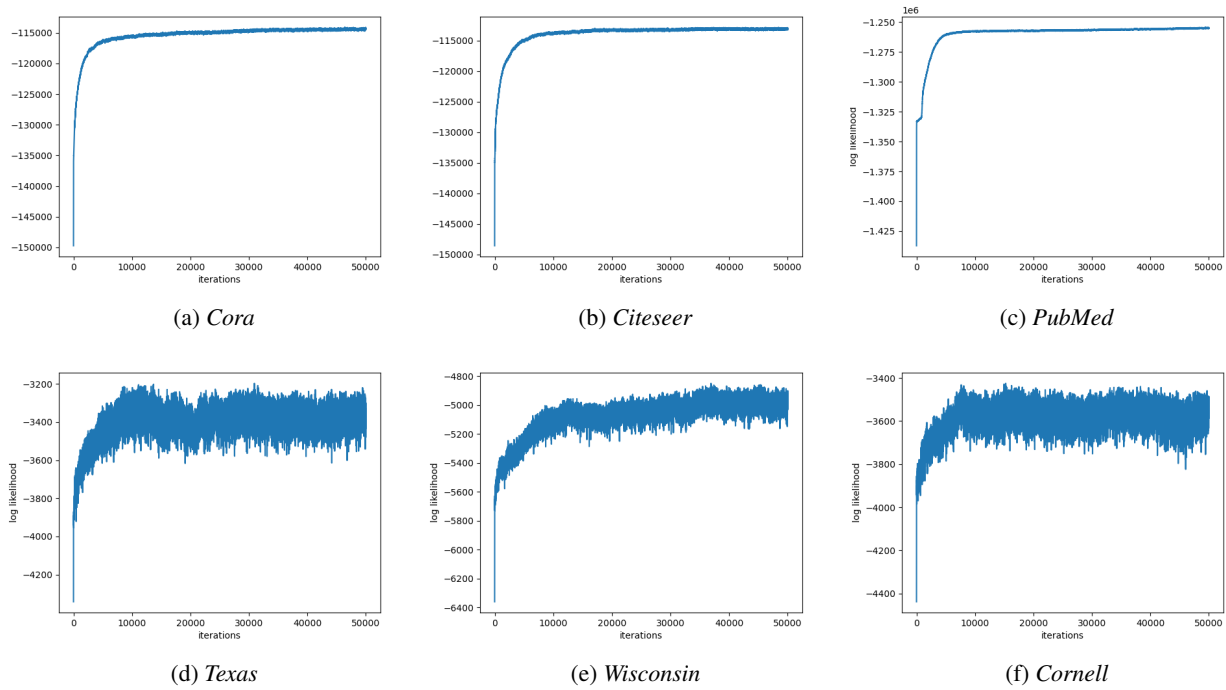 1e6
−115000
−120000
−125000
−130000
−135000
−140000
−145000
−150000
0 10000 20000 30000 40000 50000
iterations
−115000
−120000
−125000
−130000
−135000
−140000
−145000
−150000
0 10000 20000 30000 40000 50000
iterations
−1.250
−1.275
−1.300
−1.325
−1.350
−1.375
−1.400
−1.425
log likelihood
0 10000 20000 30000 40000 50000
iterations
(a) Cora
(b) Citeseer
(c) PubMed
−3200
−3400
−3600
−3800
−4000
−4200
log likelihood
0 10000 20000 30000 40000 50000
iterations
−4800
−5000
−5200
−5400
−5600
−5800
−6000
−6200
−6400
log likelihood
0 10000 20000 30000 40000 50000
iterations
−3400
−3600
−3800
−4000
−4200
−4400
log likelihood
0 10000 20000 30000 40000 50000
iterations
(d) Texas
(e) Wisconsin
(f) Cornell